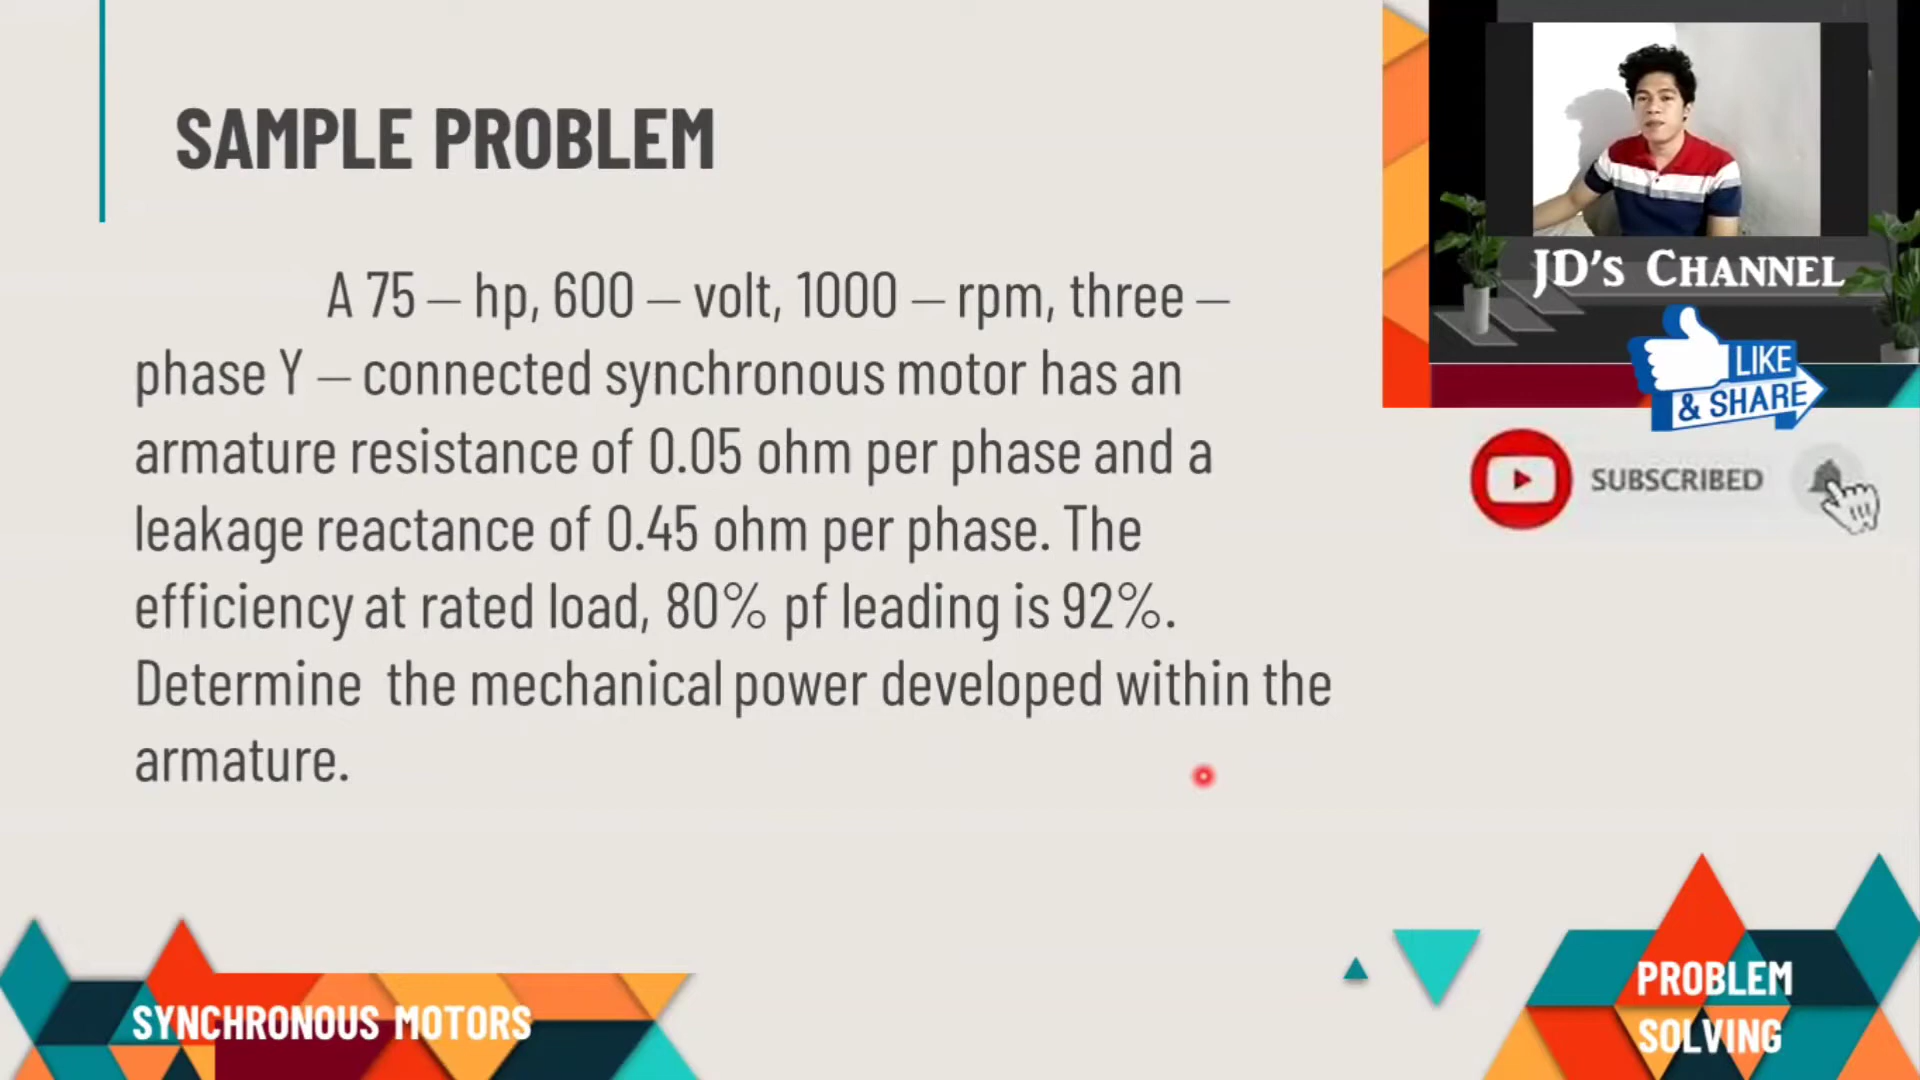 SAMPLE PROBLEM
A 75 – hp, 600 – volt, 1000 – rpm, three –
phase Y – connected synchronous motor has an
armature resistance of 0.05 ohm per phase and a
leakage reactance of 0.45 ohm per phase. The
efficiency at rated load, 80% pf leading is 92%.
Determine the mechanical power developed within the
armature.
JD'S CHANNEL
LIKE
& SHARE
SUBSCRIBED
SYNCHRONOUS MOTORS
PROBLEM
SOLVING